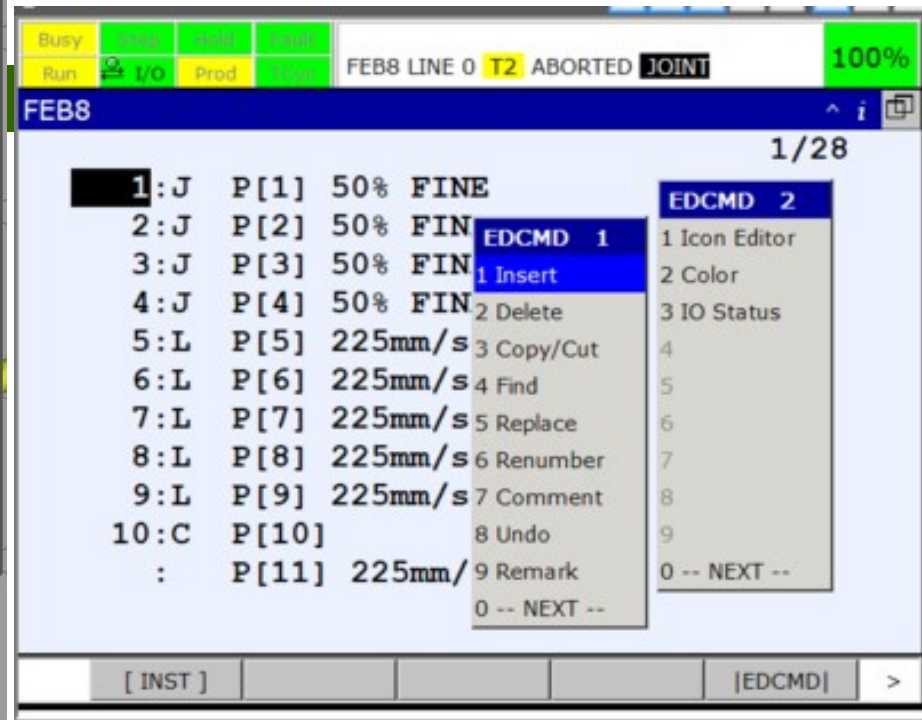 Busy Step Hold Fault
Run I/O Prod TCyc
FEB8 LINE 0 T2 ABORTED JOINT
100%
FEB8
1/28
1:J P[1] 50% FINE
2:J P[2] 50% FIN
3:J P[3] 50% FIN
4:J P[4] 50% FIN
5:L P[5] 225mm/s
6:L P[6] 225mm/s
7:L P[7] 225mm/s
8:L P[8] 225mm/s
9:L P[9] 225mm/s
10:C P[10]
: P[11] 225mm/
EDCMD 1
1 Insert
2 Delete
3 Copy/Cut
4 Find
5 Replace
6 Renumber
7 Comment
8 Undo
9 Remark
0 -- NEXT --
EDCMD 2
1 Icon Editor
2 Color
3 IO Status
4
5
6
7
8
9
0 -- NEXT --
[ INST ] |EDCMD| >